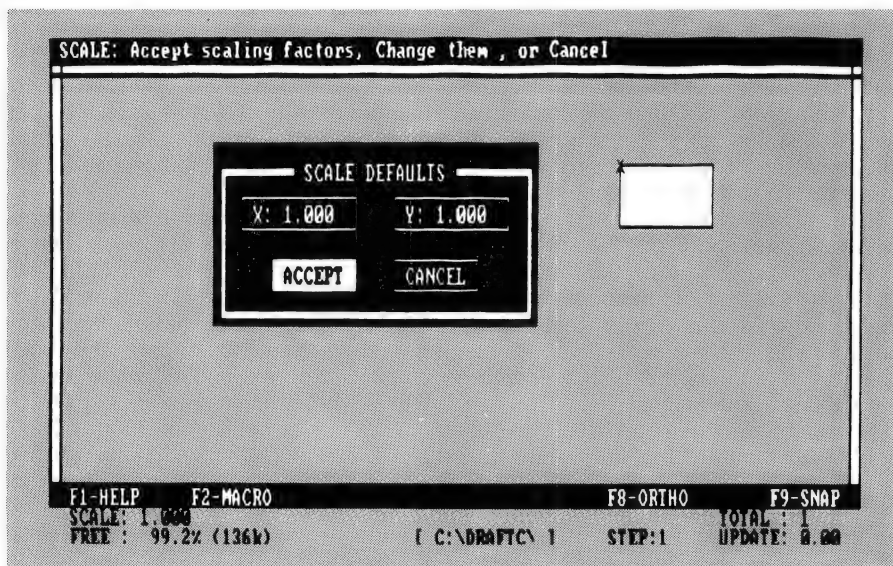 SCALE: Accept scaling factors, Change them , or Cancel
X
SCALE DEFAULTS
X: 1.000 Y: 1.000
ACCEPT CANCEL
F1-HELP F2-MACRO F8-ORTHO F9-SNAP
SCALE: 1.000 TOTAL : 1
FREE : 99.2% (136k) [ C:\DRAFTC\ ] STEP:1 UPDATE: 0.00